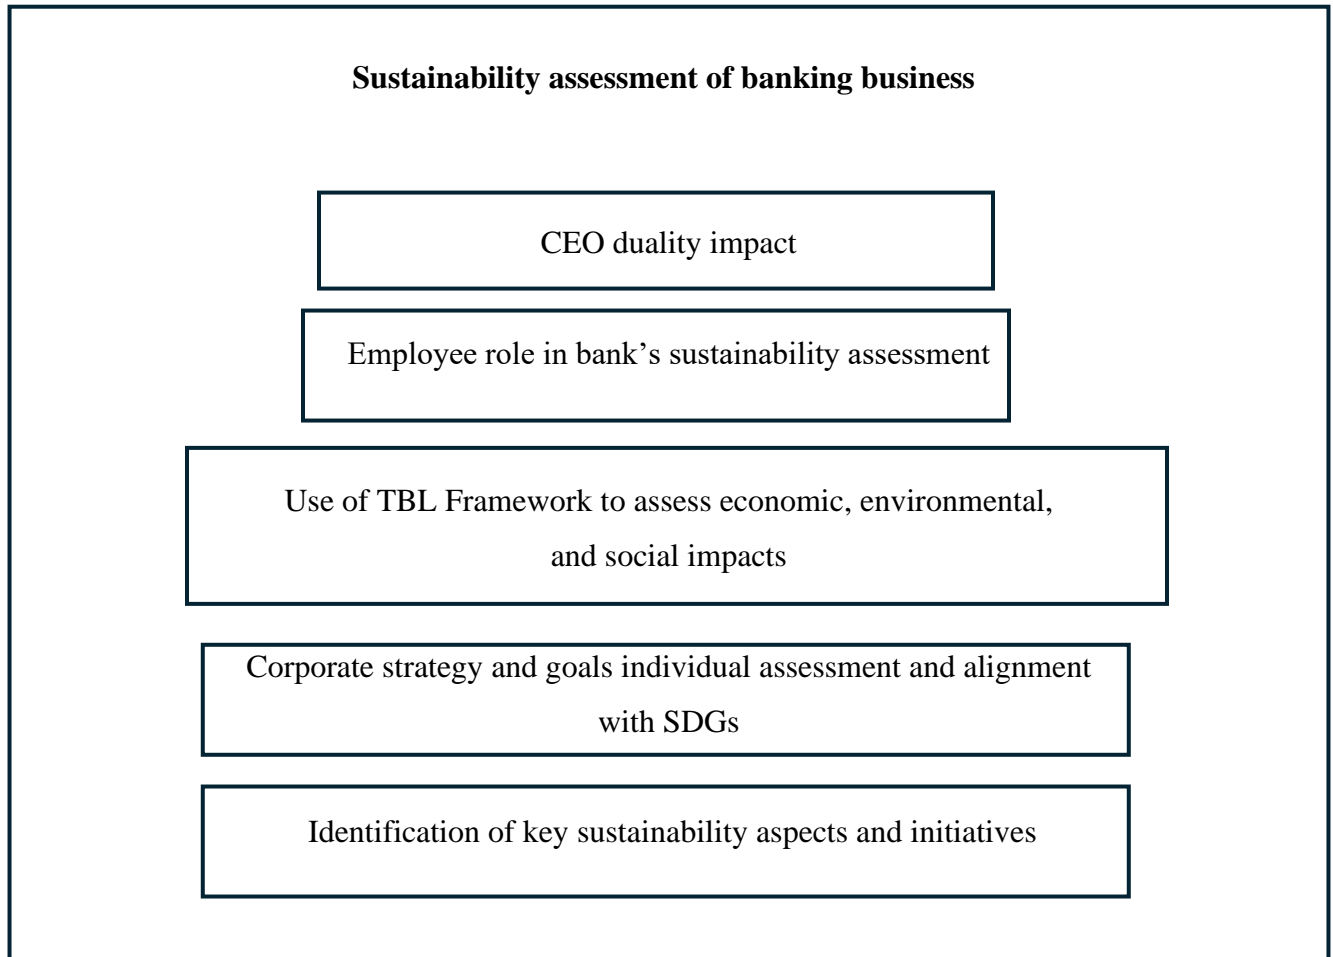 Sustainability assessment of banking business
CEO duality impact
Employee role in bank’s sustainability assessment
Use of TBL Framework to assess economic, environmental,
and social impacts
Corporate strategy and goals individual assessment and alignment
with SDGs
Identification of key sustainability aspects and initiatives